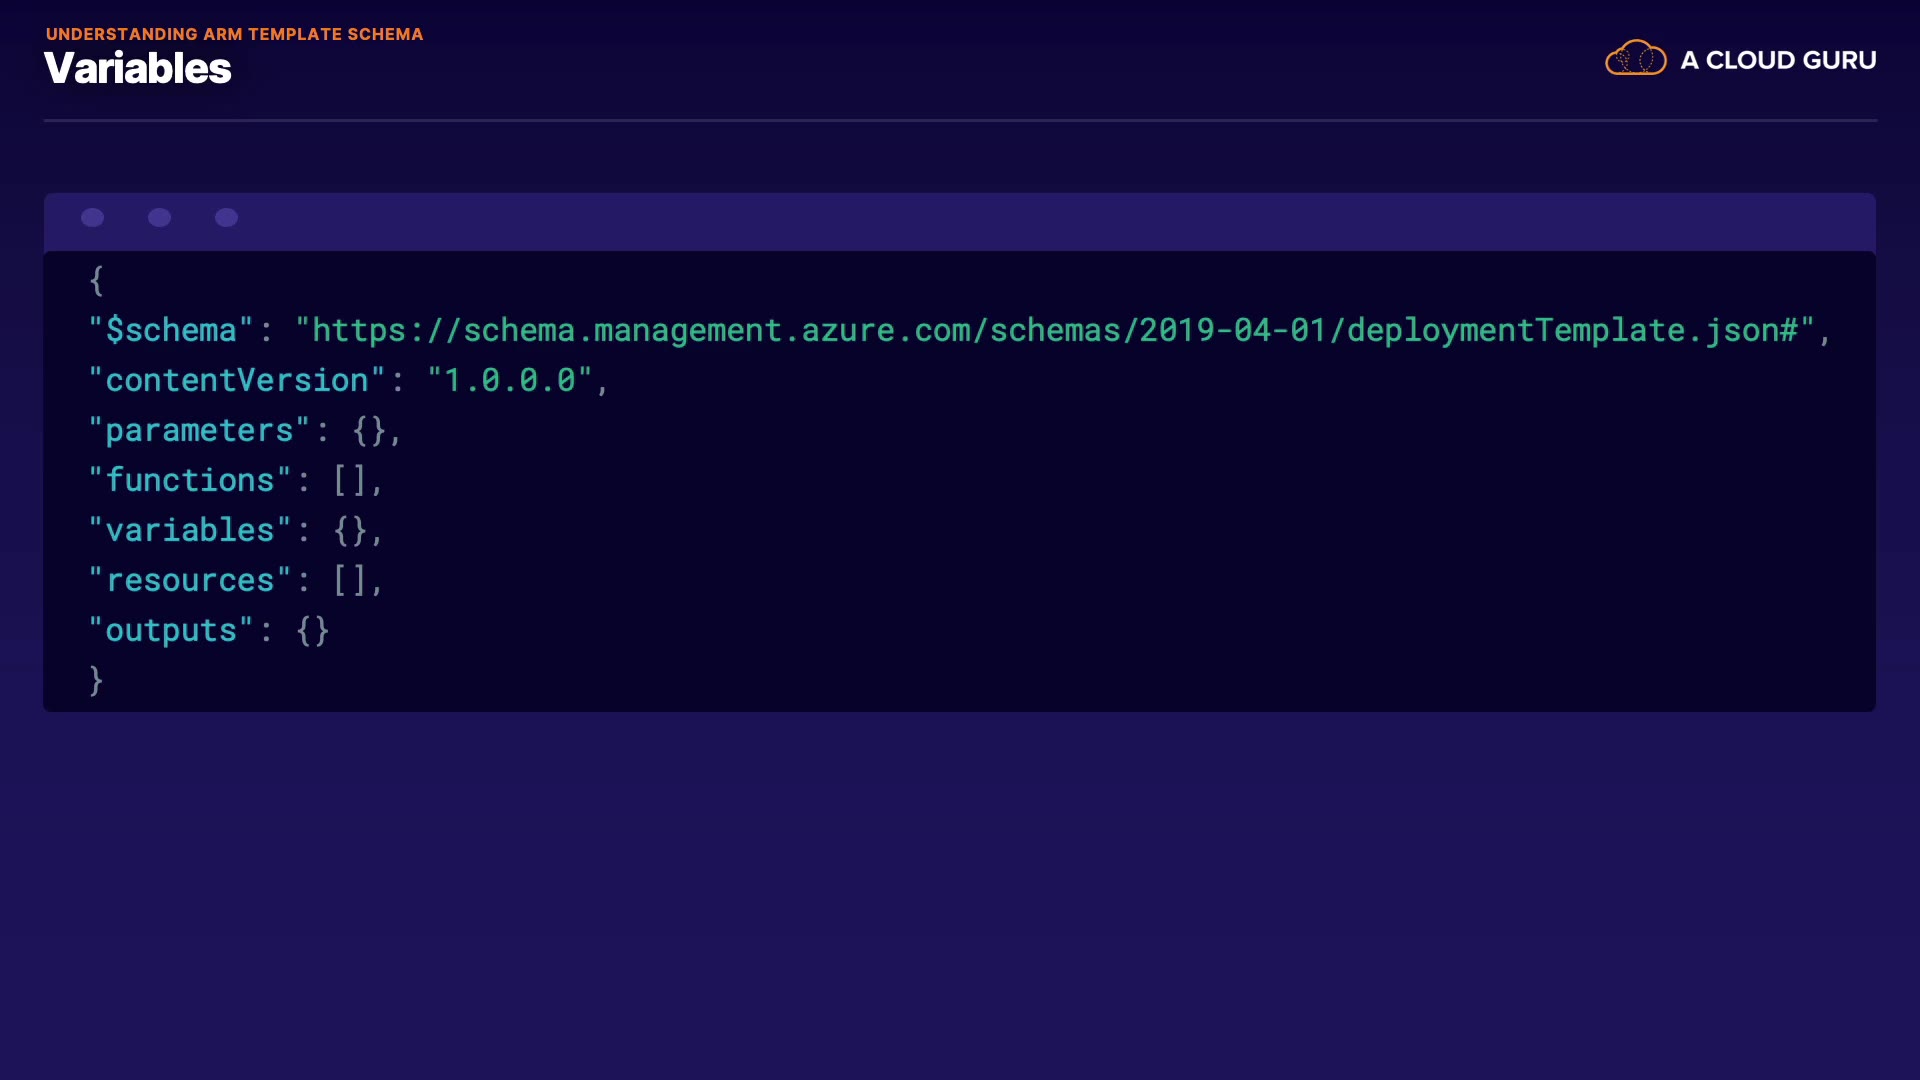 UNDERSTANDING ARM TEMPLATE SCHEMA
Variables
A CLOUD GURU
{
"$schema": "https://schema.management.azure.com/schemas/2019-04-01/deploymentTemplate.json#",
"contentVersion": "1.0.0.0",
"parameters": {},
"functions": [],
"variables": {},
"resources": [],
"outputs": {}
}